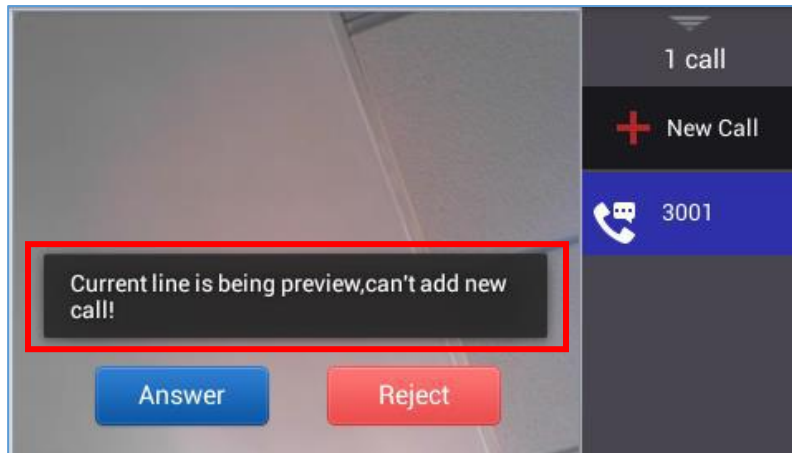 1 call
New Call
3001
Current line is being preview,can't add new
call!
Answer
Reject